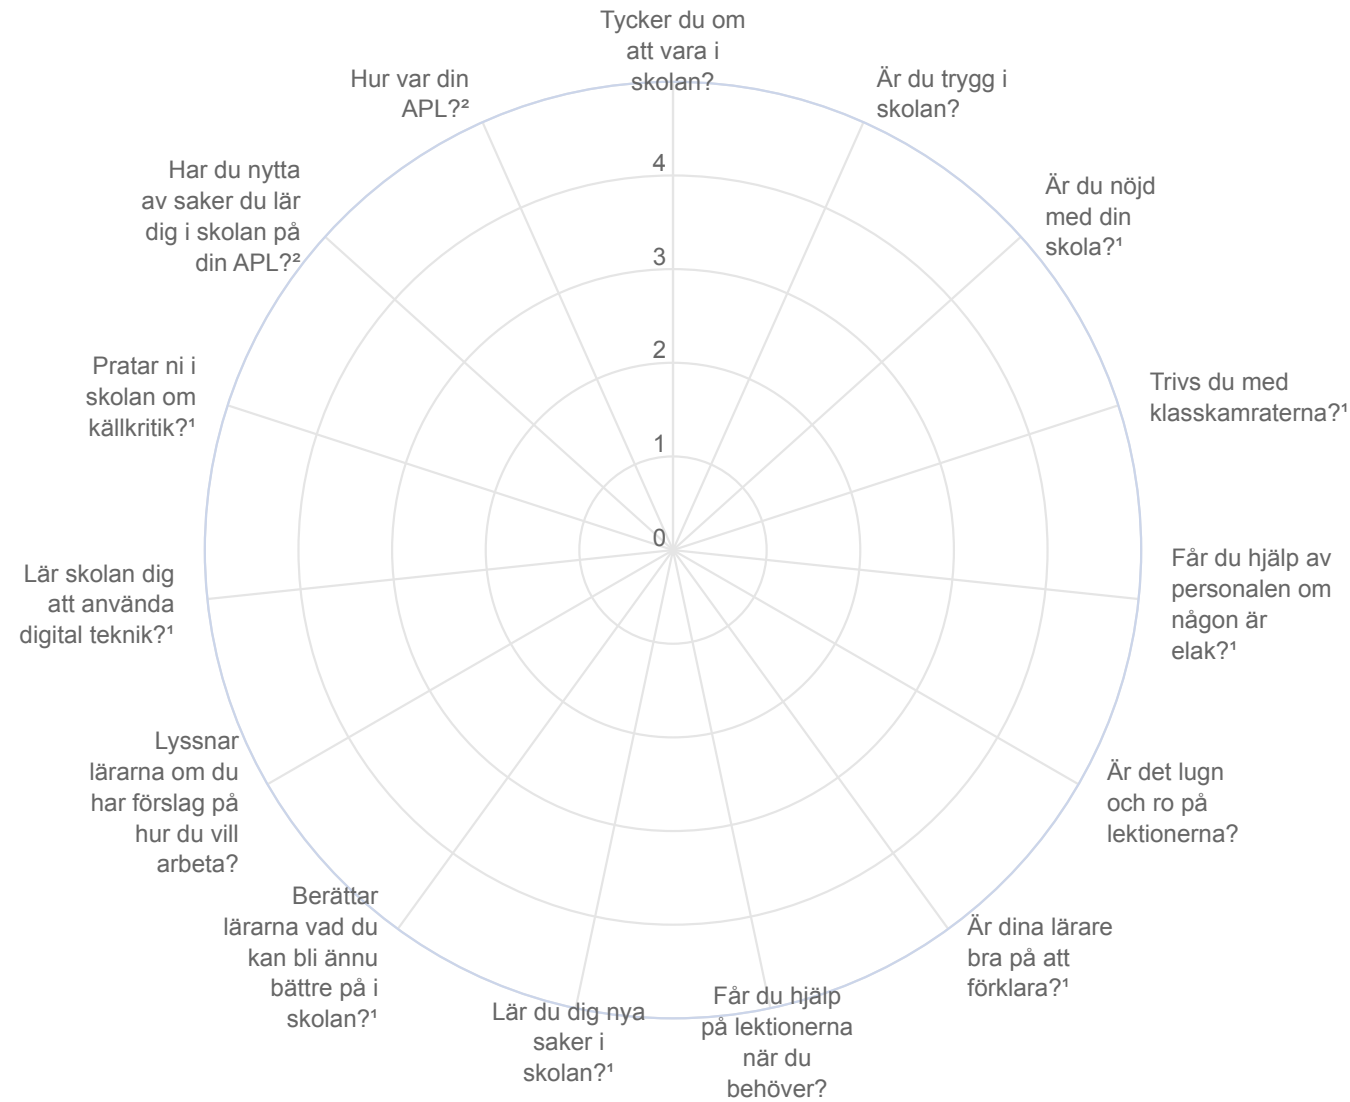 Tycker du om
att vara i
skolan?
Är du trygg i
skolan?
Är du nöjd
med din
skola?¹
Trivs du med
klasskamraterna?¹
Får du hjälp av
personalen om
någon är
elak?¹
Är det lugn
och ro på
lektionerna?
Är dina lärare
bra på att
förklara?¹
Får du hjälp
på lektionerna
när du
behöver?
Lär du dig nya
saker i
skolan?¹
Berättar
lärarna vad du
kan bli ännu
bättre på i
skolan?¹
Lyssnar
lärarna om du
har förslag på
hur du vill
arbeta?
Lär skolan dig
att använda
digital teknik?¹
Pratar ni i
skolan om
källkritik?¹
Har du nytta
av saker du lär
dig i skolan på
din APL?²
Hur var din
APL?²
4
3
2
1
0